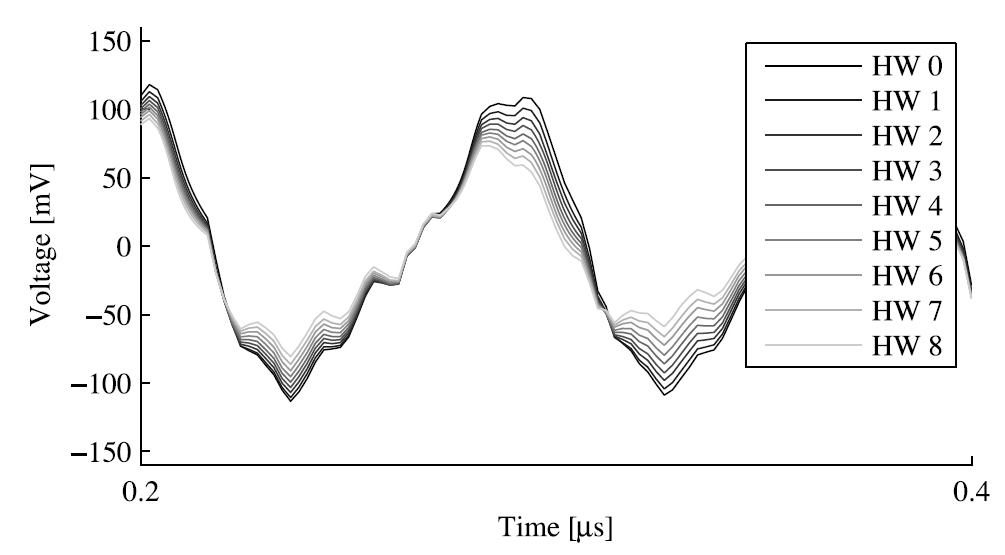 150
100
50
0
−50
−100
−150
Voltage [mV]
0.2
0.4
Time [μs]
HW 0
HW 1
HW 2
HW 3
HW 4
HW 5
HW 6
HW 7
HW 8